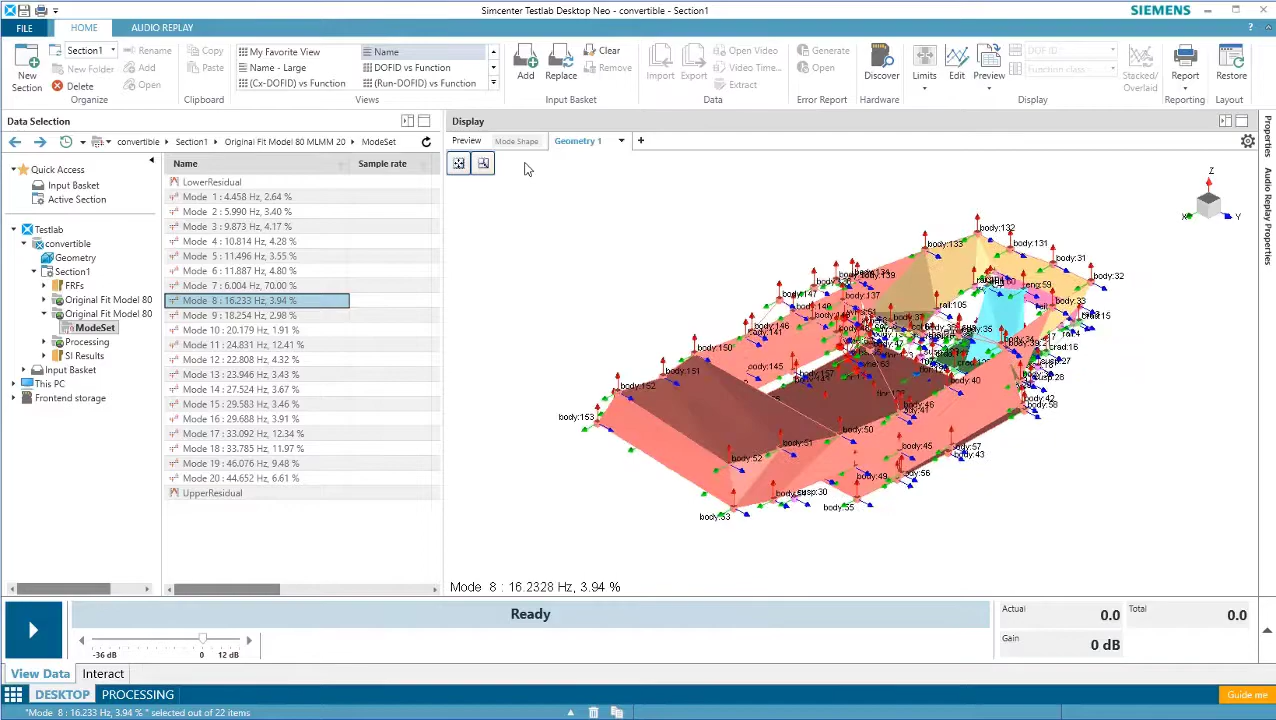 Simcenter Testlab Desktop Neo - convertible - Section1
SIEMENS
FILE
HOME
AUDIO REPLAY
New Section
Section1
Rename
New Folder
Add
Delete
Open
Organize
Copy
Paste
Clipboard
My Favorite View
Name - Large
(Cx-DOFID) vs Function
Name
DOFID vs Function
(Run-DOFID) vs Function
Views
Add
Replace
Clear
Remove
Input Basket
Import
Export
Open Video
Video Time...
Extract
Data
Generate
Open
Error Report
Discover
Hardware
Limits
Edit
Preview
DOF ID
Function class
Stacked/
Overlaid
Display
Report
Reporting
Restore
Layout
Data Selection
convertible
Section1
Original Fit Model 80 MLMM 20
ModeSet
Quick Access
Input Basket
Active Section
Testlab
convertible
Geometry
Section1
FRFs
Original Fit Model 80
Original Fit Model 80
ModeSet
Processing
SI Results
Input Basket
This PC
Frontend storage
Name
Sample rate
LowerResidual
Mode 1 : 4.458 Hz, 2.64 %
Mode 2 : 5.990 Hz, 3.40 %
Mode 3 : 9.873 Hz, 4.17 %
Mode 4 : 10.814 Hz, 4.28 %
Mode 5 : 11.496 Hz, 3.55 %
Mode 6 : 11.887 Hz, 4.80 %
Mode 7 : 6.004 Hz, 70.00 %
Mode 8 : 16.233 Hz, 3.94 %
Mode 9 : 18.254 Hz, 2.98 %
Mode 10 : 20.179 Hz, 1.91 %
Mode 11 : 24.831 Hz, 12.41 %
Mode 12 : 22.808 Hz, 4.32 %
Mode 13 : 23.946 Hz, 3.43 %
Mode 14 : 27.524 Hz, 3.67 %
Mode 15 : 29.583 Hz, 3.46 %
Mode 16 : 29.688 Hz, 3.91 %
Mode 17 : 33.092 Hz, 12.34 %
Mode 18 : 33.785 Hz, 11.97 %
Mode 19 : 46.076 Hz, 9.48 %
Mode 20 : 44.652 Hz, 6.61 %
UpperResidual
Display
Preview
Mode Shape
Geometry 1
+
Properties
Audio Replay Properties
Z
X
Y
body:132
body:133
body:131
body:31
body:32
body:33
rail:105
body:137
body:150
body:151
body:152
body:153
body:40
body:46
body:50
body:51
body:52
body:45
body:57
body:43
body:49
body:56
body:55
body:53
Mode 8 : 16.2328 Hz, 3.94 %
Ready
-36 dB
0
12 dB
Actual
0.0
Total
0.0
Gain
0 dB
View Data
Interact
DESKTOP
PROCESSING
Guide me
"Mode 8 : 16.233 Hz, 3.94 % " selected out of 22 items